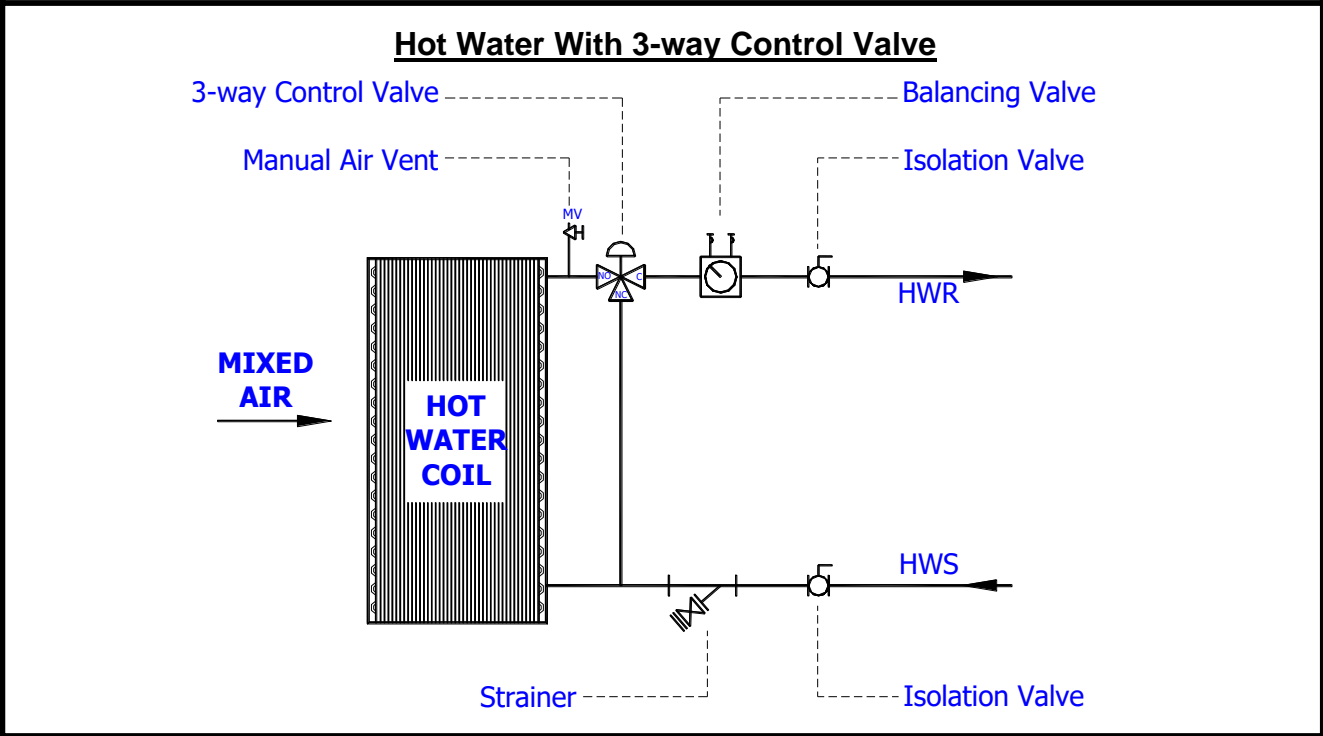 Hot Water With 3-way Control Valve
3-way Control Valve
Balancing Valve
Manual Air Vent
Isolation Valve
MV
NO
C
NC
HWR
MIXED
AIR
HOT
WATER
COIL
HWS
Strainer
Isolation Valve